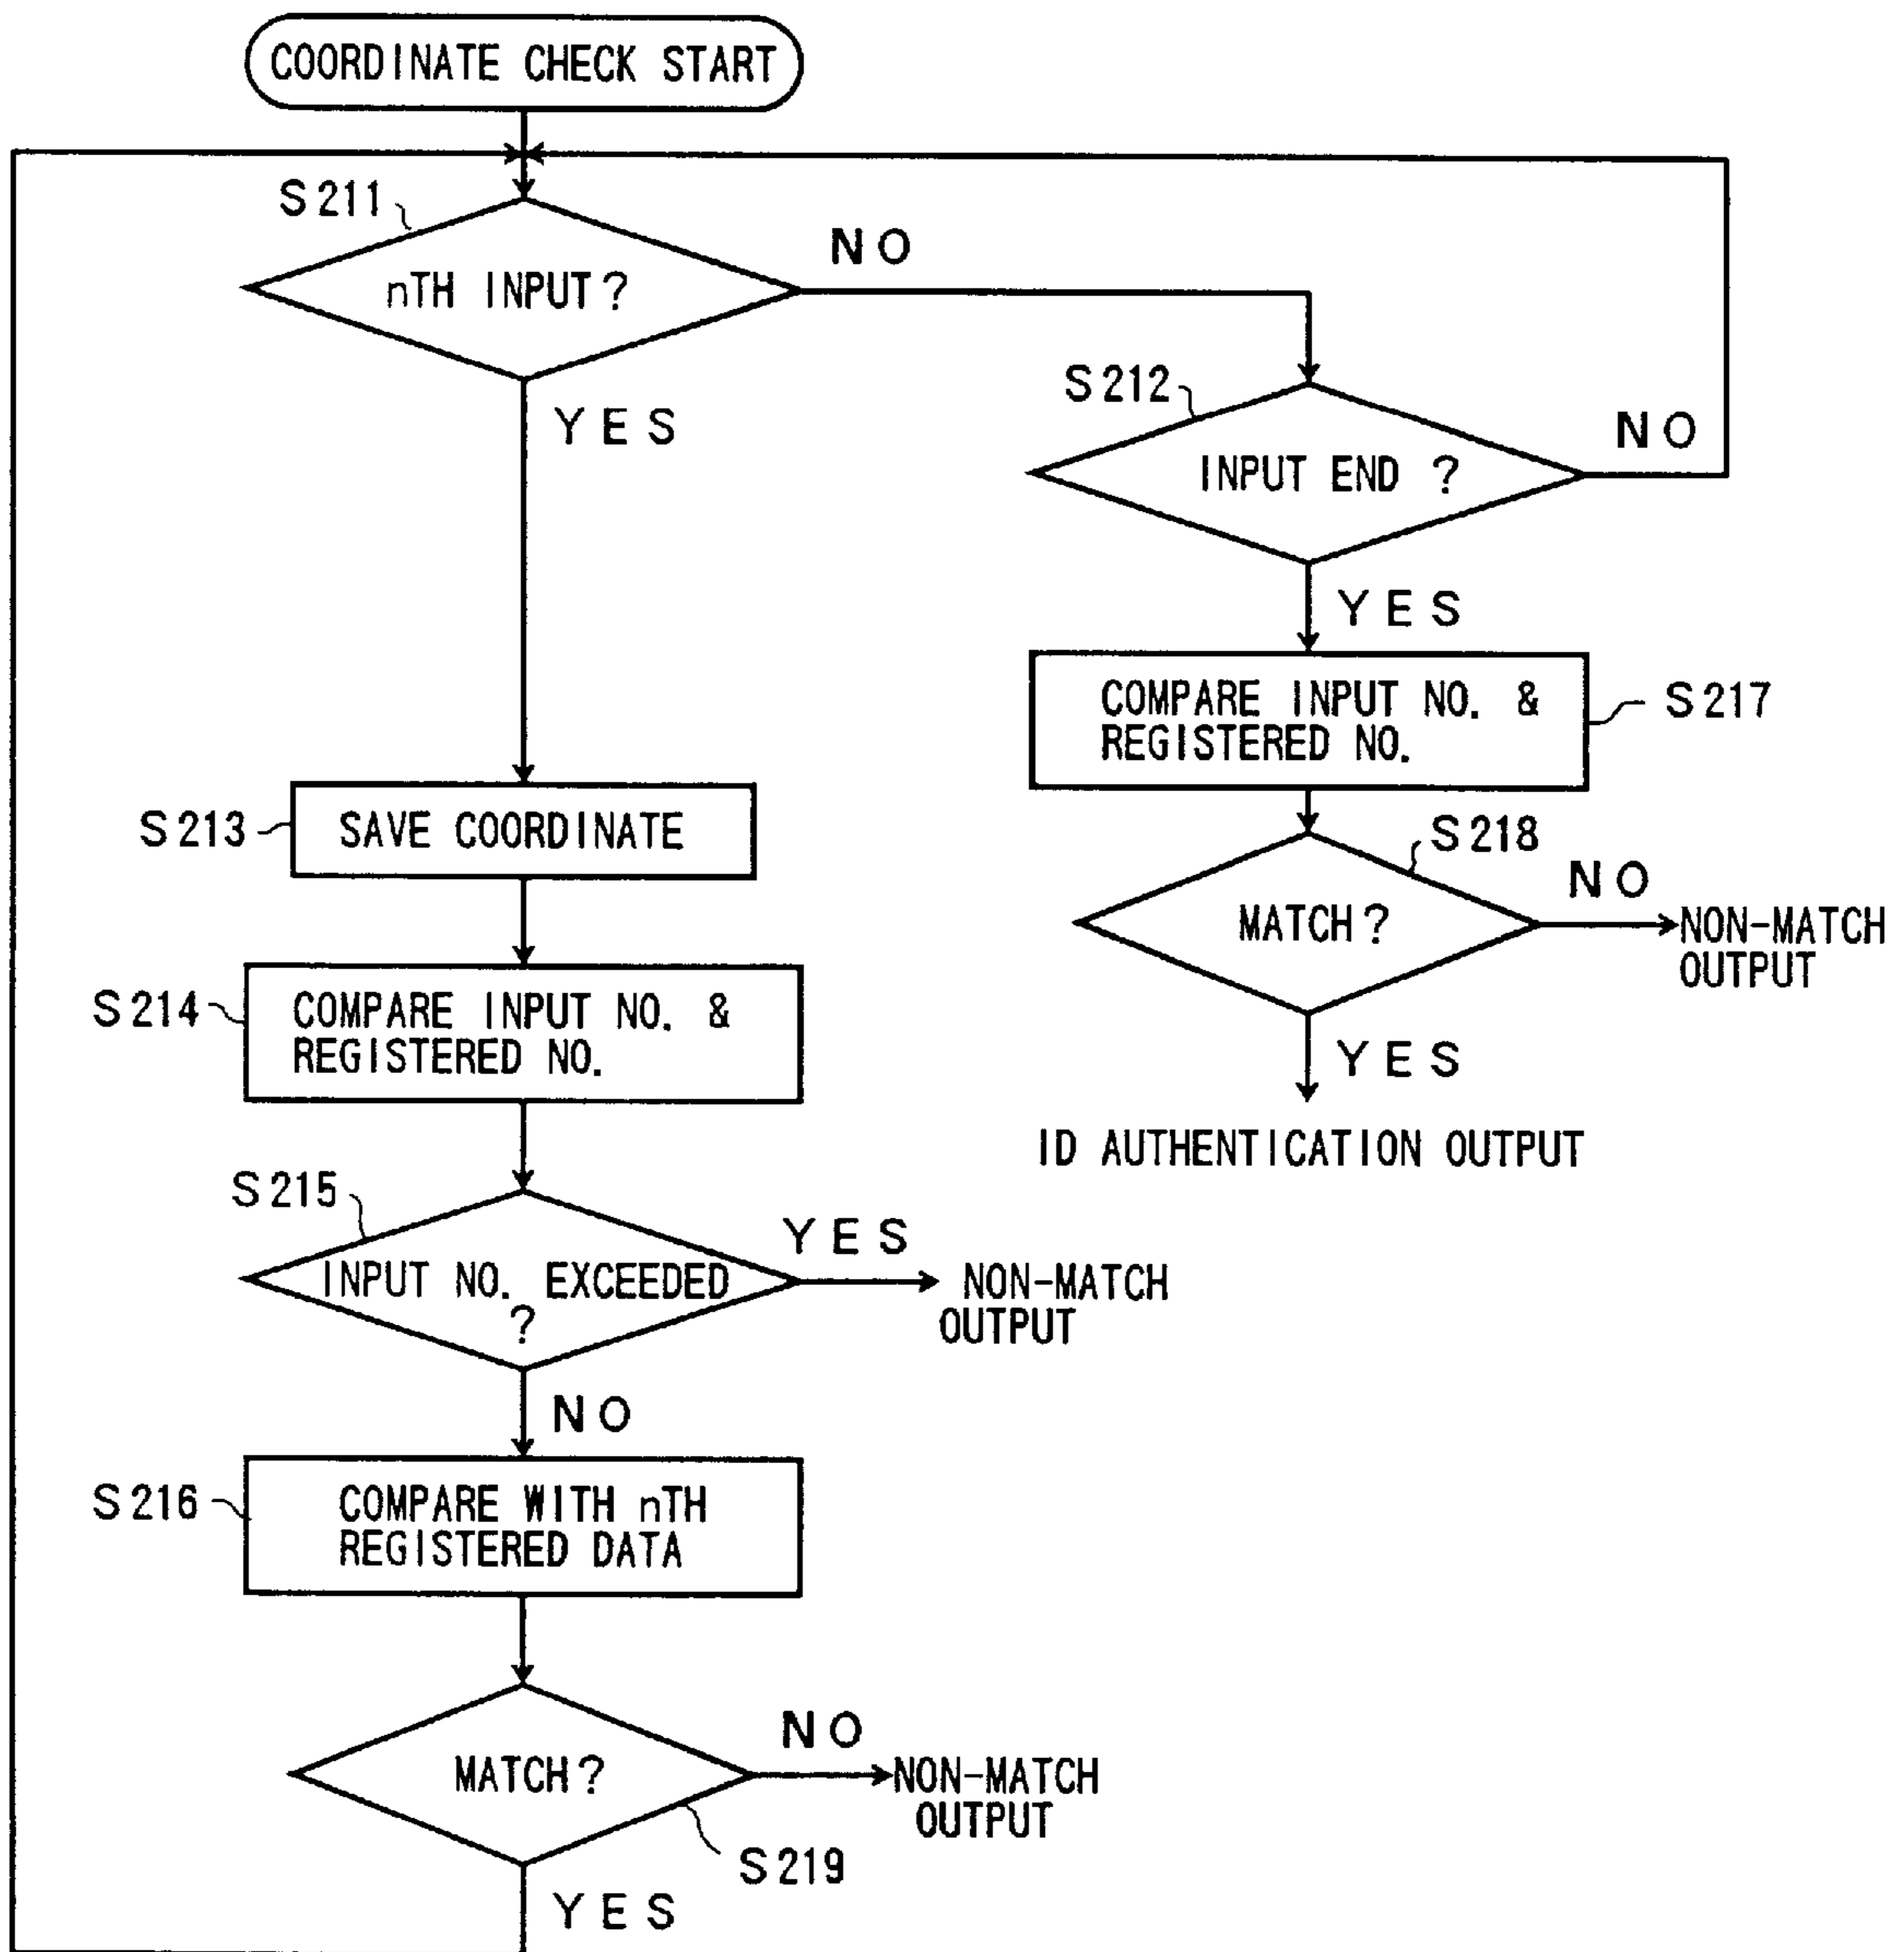 COORDINATE CHECK START
S211
nTH INPUT?
NO
YES
S212
INPUT END ?
NO
YES
COMPARE INPUT NO. &
REGISTERED NO.
S217
S213
SAVE COORDINATE
S218
MATCH?
NO
NON-MATCH
OUTPUT
YES
ID AUTHENTICATION OUTPUT
S214
COMPARE INPUT NO. &
REGISTERED NO.
S215
INPUT NO. EXCEEDED
?
YES
NON-MATCH
OUTPUT
NO
S216
COMPARE WITH nTH
REGISTERED DATA
MATCH?
NO
NON-MATCH
OUTPUT
S219
YES